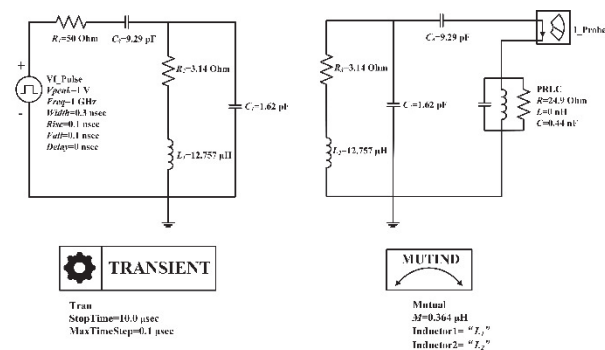 R₁=50 Ohm
C₁=9.29 pF
R₂=3.14 Ohm
+
Vf_Pulse
Vpeak=1 V
Freq=1 GHz
Width=0.3 nsec
Rise=0.1 nsec
Fall=0.1 nsec
Delay=0 nsec
-
=1.62 pF
L₁=12.757 μH
=9.29 pF
I_Probe
=3.14 Ohm
=1.62 pF
PRLC
R=24.9 Ohm
L=0 nH
C=0.44 nF
L₂=12.757 μH
TRANSIENT
Tran
StopTime=10.0 μsec
MaxTimeStep=0.1 μsec
MUTIND
Mutual
M=0.364 μH
Inductor1= “L₁”
Inductor2= “L₂”